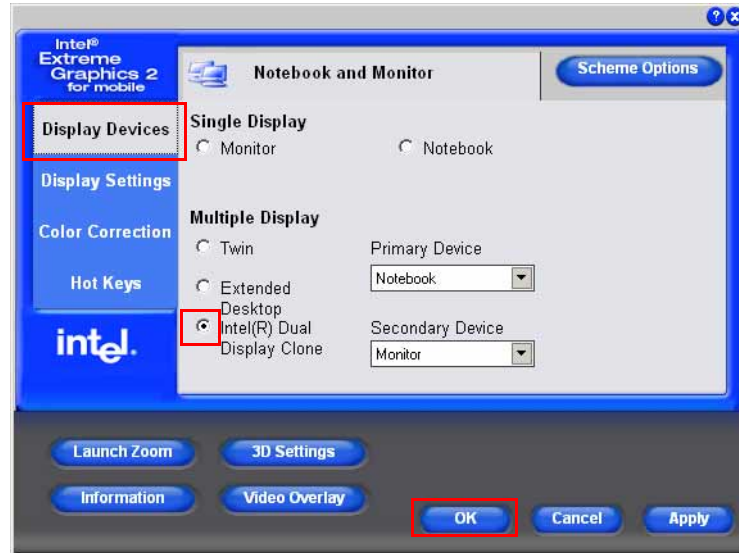 Intel®
Extreme
Graphics 2
for mobile
Notebook and Monitor
Scheme Options
Display Devices
Display Settings
Color Correction
Hot Keys
intel.
Single Display
Monitor
Notebook
Multiple Display
Twin
Primary Device
Notebook
Extended
Desktop
Intel(R) Dual
Display Clone
Secondary Device
Monitor
Launch Zoom
3D Settings
Information
Video Overlay
OK
Cancel
Apply